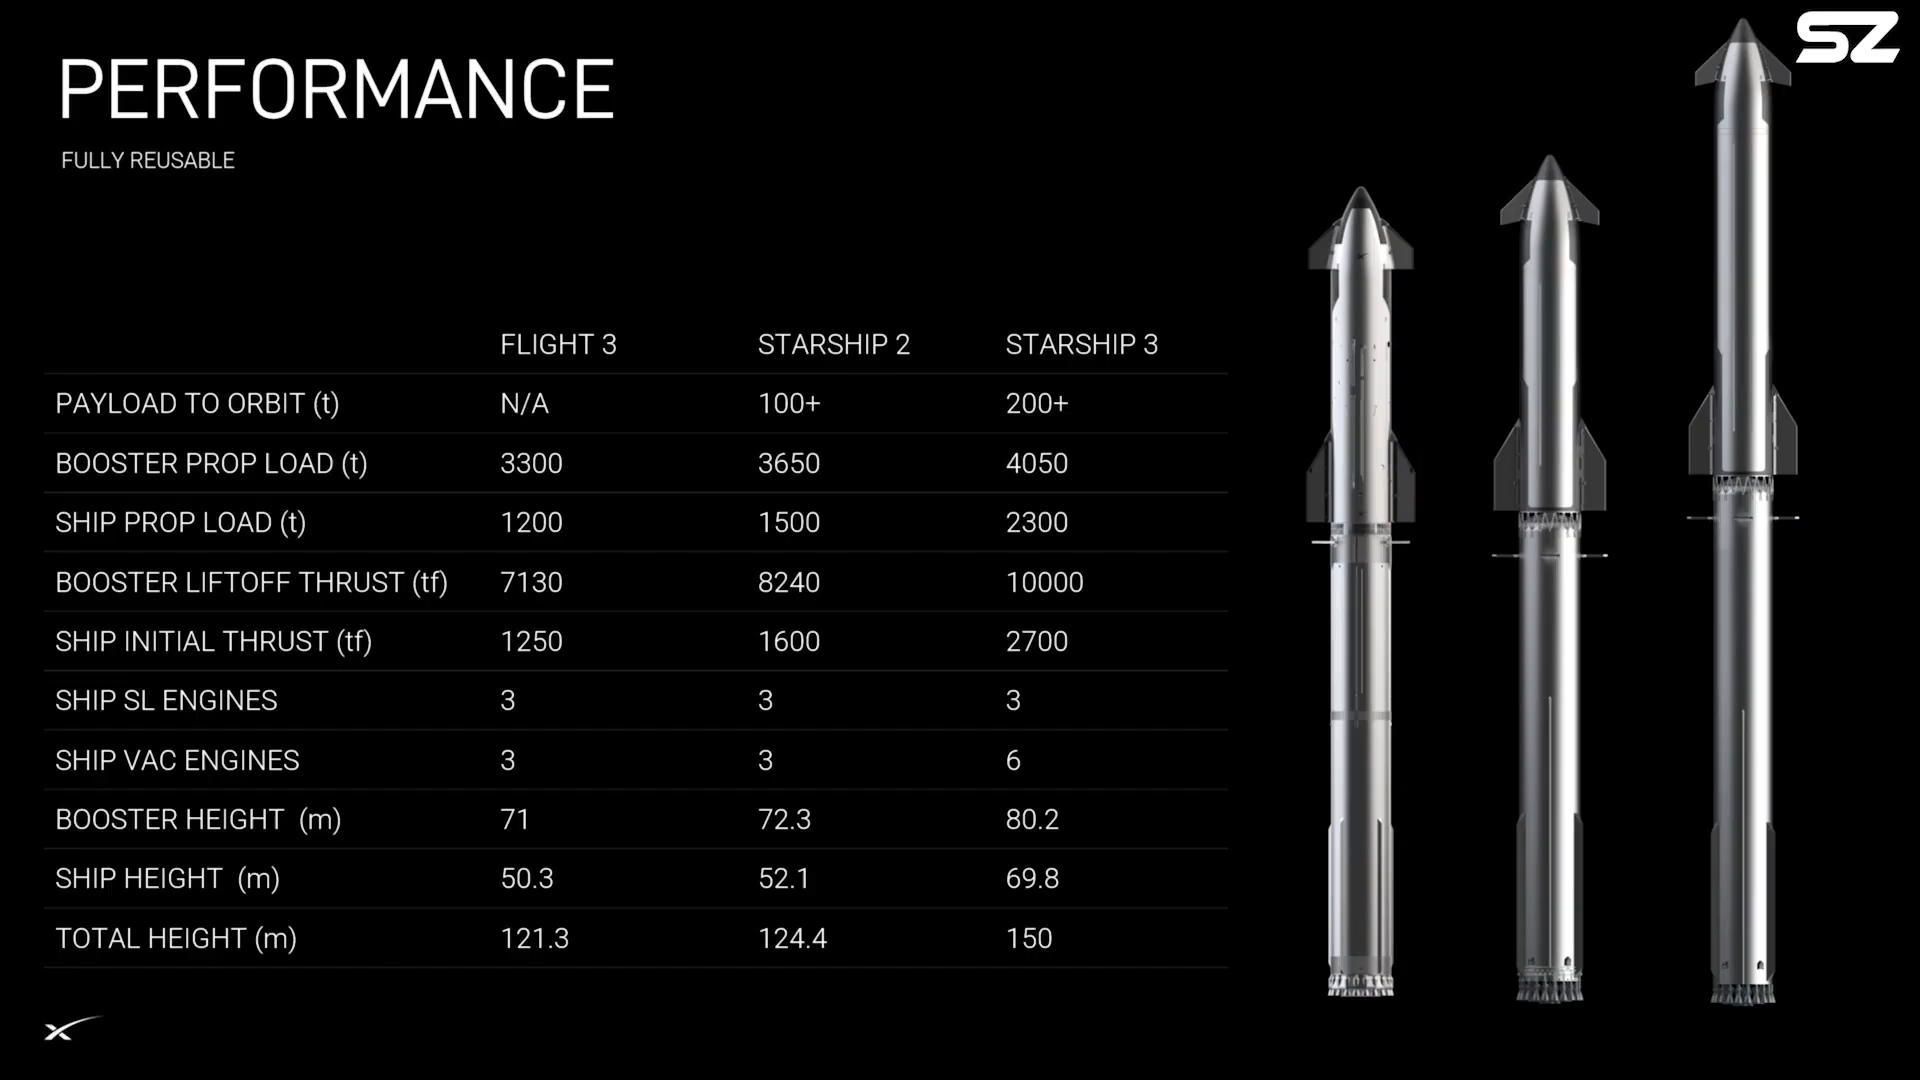 SZ
PERFORMANCE
FULLY REUSABLE
FLIGHT 3 STARSHIP 2 STARSHIP 3
PAYLOAD TO ORBIT (t) N/A 100+ 200+
BOOSTER PROP LOAD (t) 3300 3650 4050
SHIP PROP LOAD (t) 1200 1500 2300
BOOSTER LIFTOFF THRUST (tf) 7130 8240 10000
SHIP INITIAL THRUST (tf) 1250 1600 2700
SHIP SL ENGINES 3 3 3
SHIP VAC ENGINES 3 3 6
BOOSTER HEIGHT (m) 71 72.3 80.2
SHIP HEIGHT (m) 50.3 52.1 69.8
TOTAL HEIGHT (m) 121.3 124.4 150